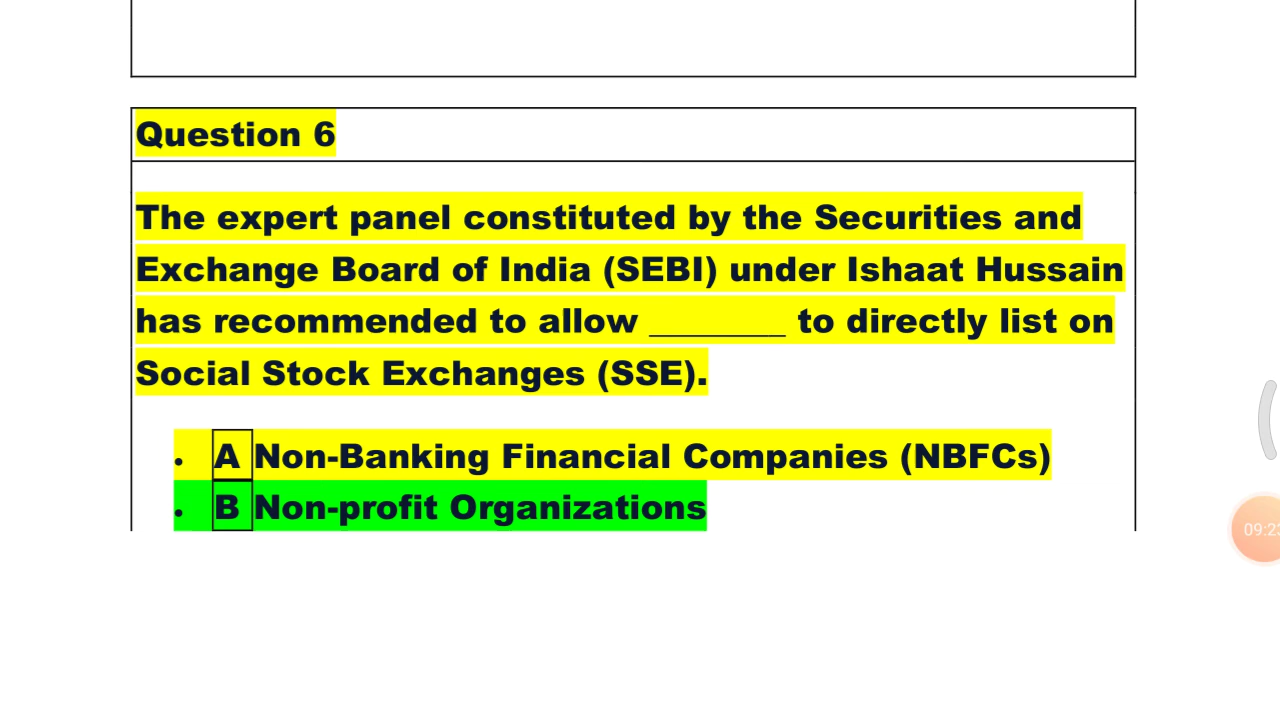 Question 6
The expert panel constituted by the Securities and
Exchange Board of India (SEBI) under Ishaat Hussain
has recommended to allow ________ to directly list on
Social Stock Exchanges (SSE).
• A Non-Banking Financial Companies (NBFCs)
• B Non-profit Organizations
09:23